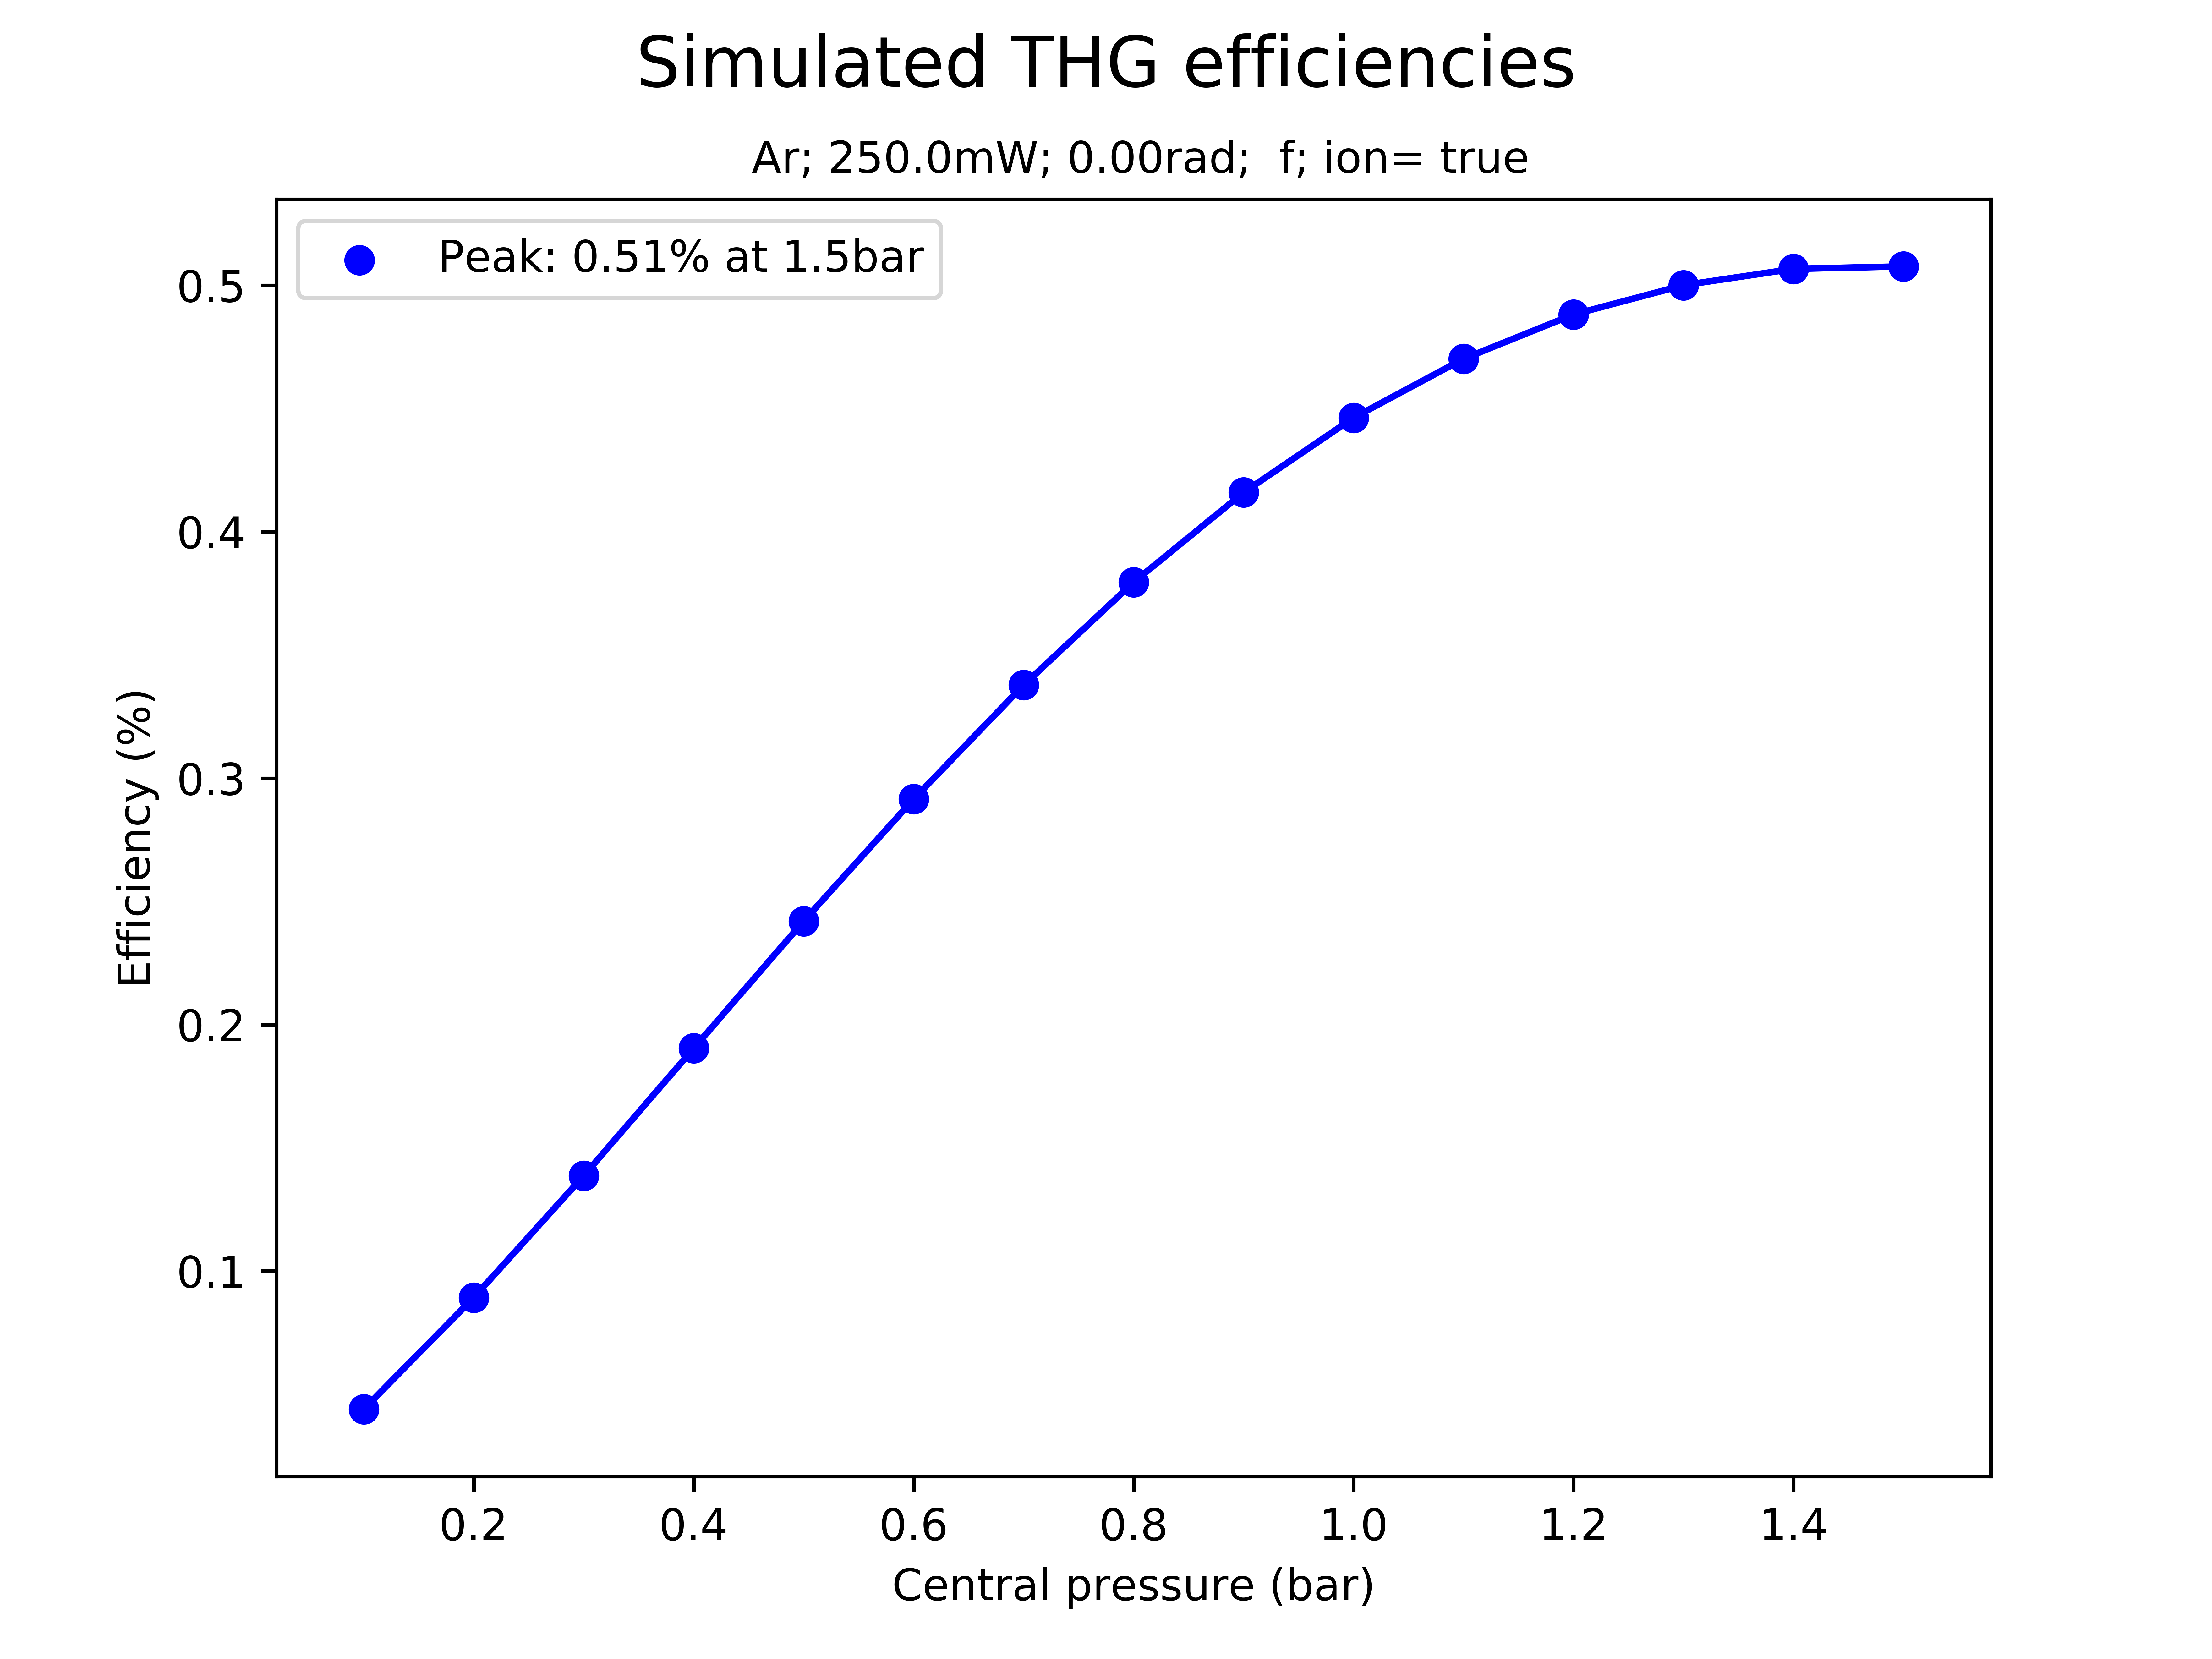 Simulated THG efficiencies
Ar; 250.0mW; 0.00rad;  f; ion= true
Peak: 0.51% at 1.5bar
Efficiency (%)
0.5
0.4
0.3
0.2
0.1
0.2 0.4 0.6 0.8 1.0 1.2 1.4
Central pressure (bar)